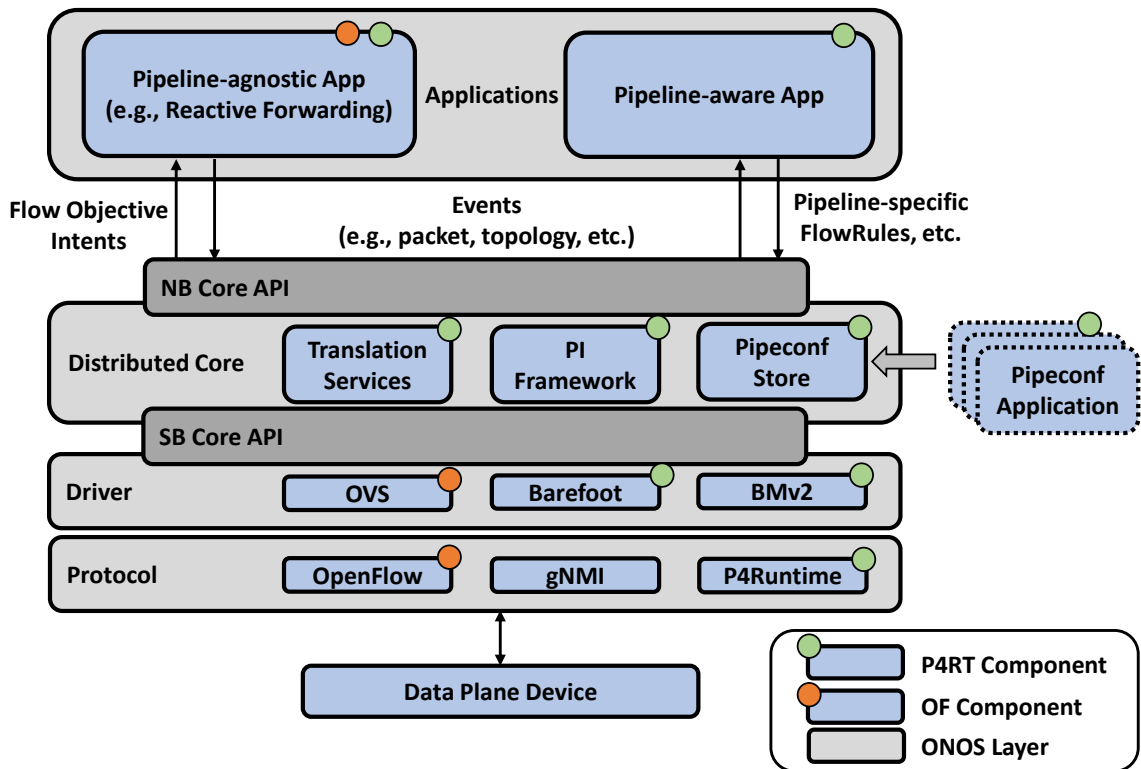 Pipeline-agnostic App
(e.g., Reactive Forwarding)
Applications
Pipeline-aware App
Flow Objective
Intents
Events
(e.g., packet, topology, etc.)
Pipeline-specific
FlowRules, etc.
NB Core API
Distributed Core
Translation
Services
PI
Framework
Pipeconf
Store
Pipeconf
Application
SB Core API
Driver
OVS
Barefoot
BMv2
Protocol
OpenFlow
gNMI
P4Runtime
Data Plane Device
P4RT Component
OF Component
ONOS Layer